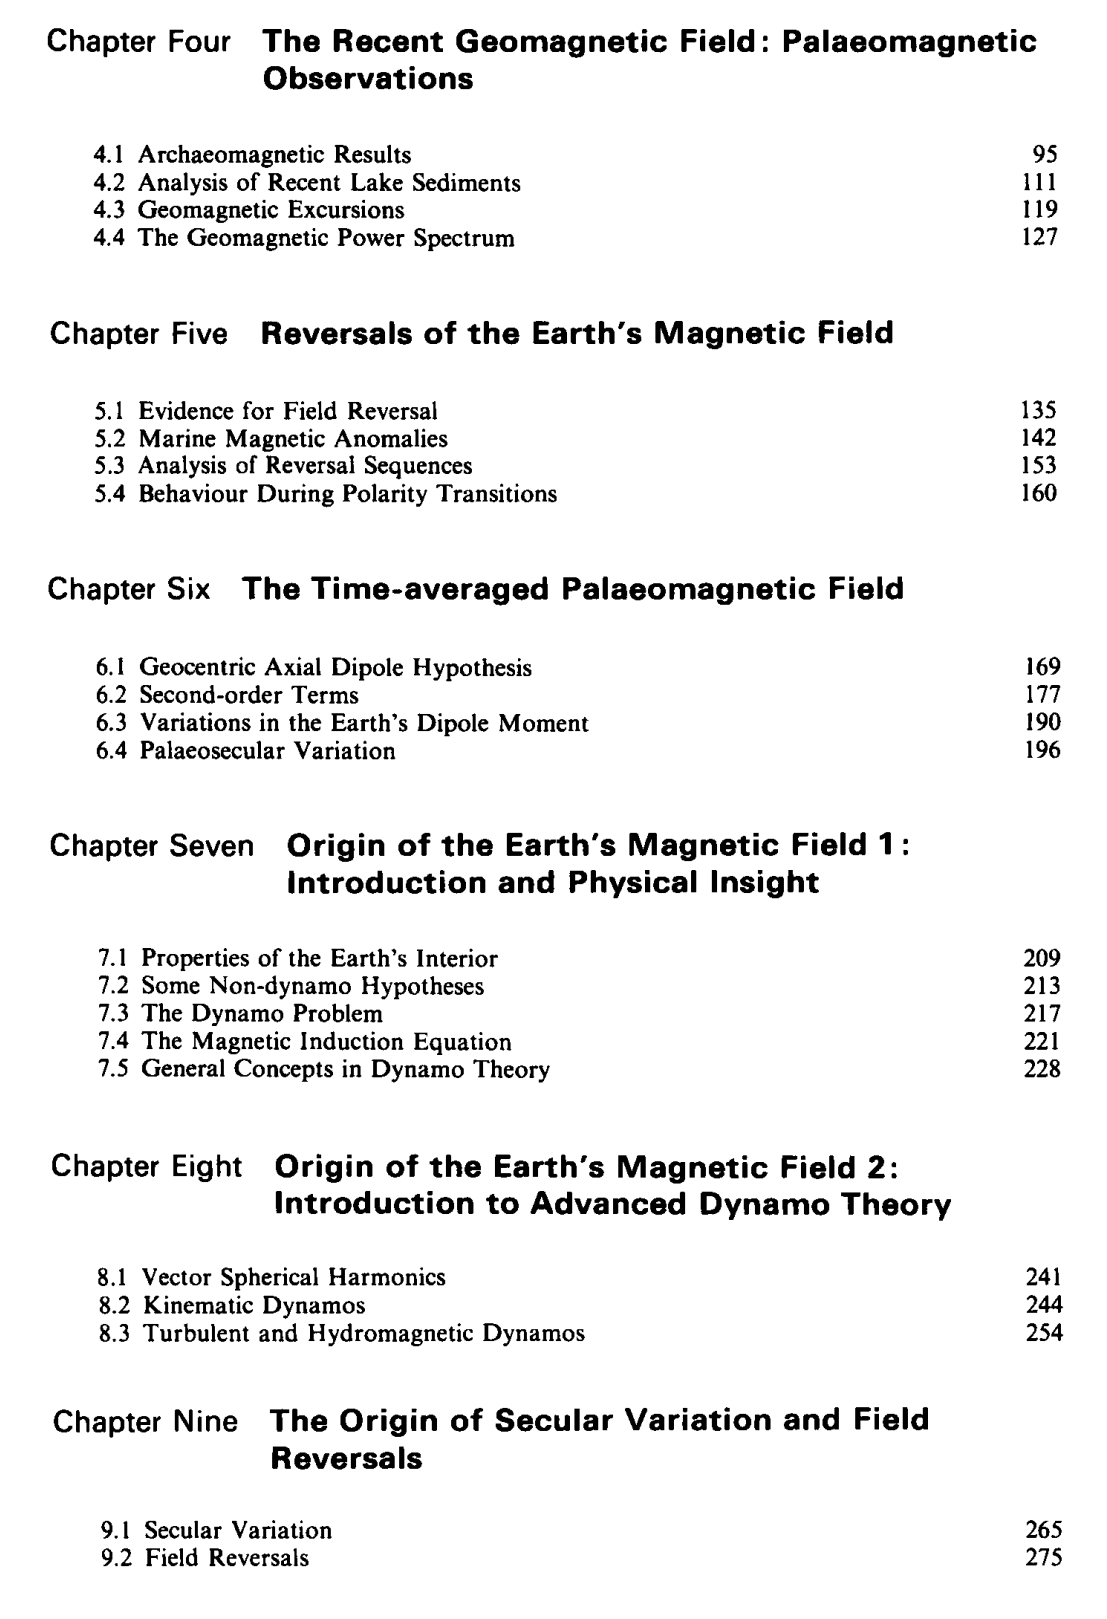 Chapter Four The Recent Geomagnetic Field: Palaeomagnetic
Observations
4.1 Archaeomagnetic Results 95
4.2 Analysis of Recent Lake Sediments 111
4.3 Geomagnetic Excursions 119
4.4 The Geomagnetic Power Spectrum 127
Chapter Five Reversals of the Earth's Magnetic Field
5.1 Evidence for Field Reversal 135
5.2 Marine Magnetic Anomalies 142
5.3 Analysis of Reversal Sequences 153
5.4 Behaviour During Polarity Transitions 160
Chapter Six The Time-averaged Palaeomagnetic Field
6.1 Geocentric Axial Dipole Hypothesis 169
6.2 Second-order Terms 177
6.3 Variations in the Earth's Dipole Moment 190
6.4 Palaeosecular Variation 196
Chapter Seven Origin of the Earth's Magnetic Field 1:
Introduction and Physical Insight
7.1 Properties of the Earth's Interior 209
7.2 Some Non-dynamo Hypotheses 213
7.3 The Dynamo Problem 217
7.4 The Magnetic Induction Equation 221
7.5 General Concepts in Dynamo Theory 228
Chapter Eight Origin of the Earth's Magnetic Field 2:
Introduction to Advanced Dynamo Theory
8.1 Vector Spherical Harmonics 241
8.2 Kinematic Dynamos 244
8.3 Turbulent and Hydromagnetic Dynamos 254
Chapter Nine The Origin of Secular Variation and Field
Reversals
9.1 Secular Variation 265
9.2 Field Reversals 275